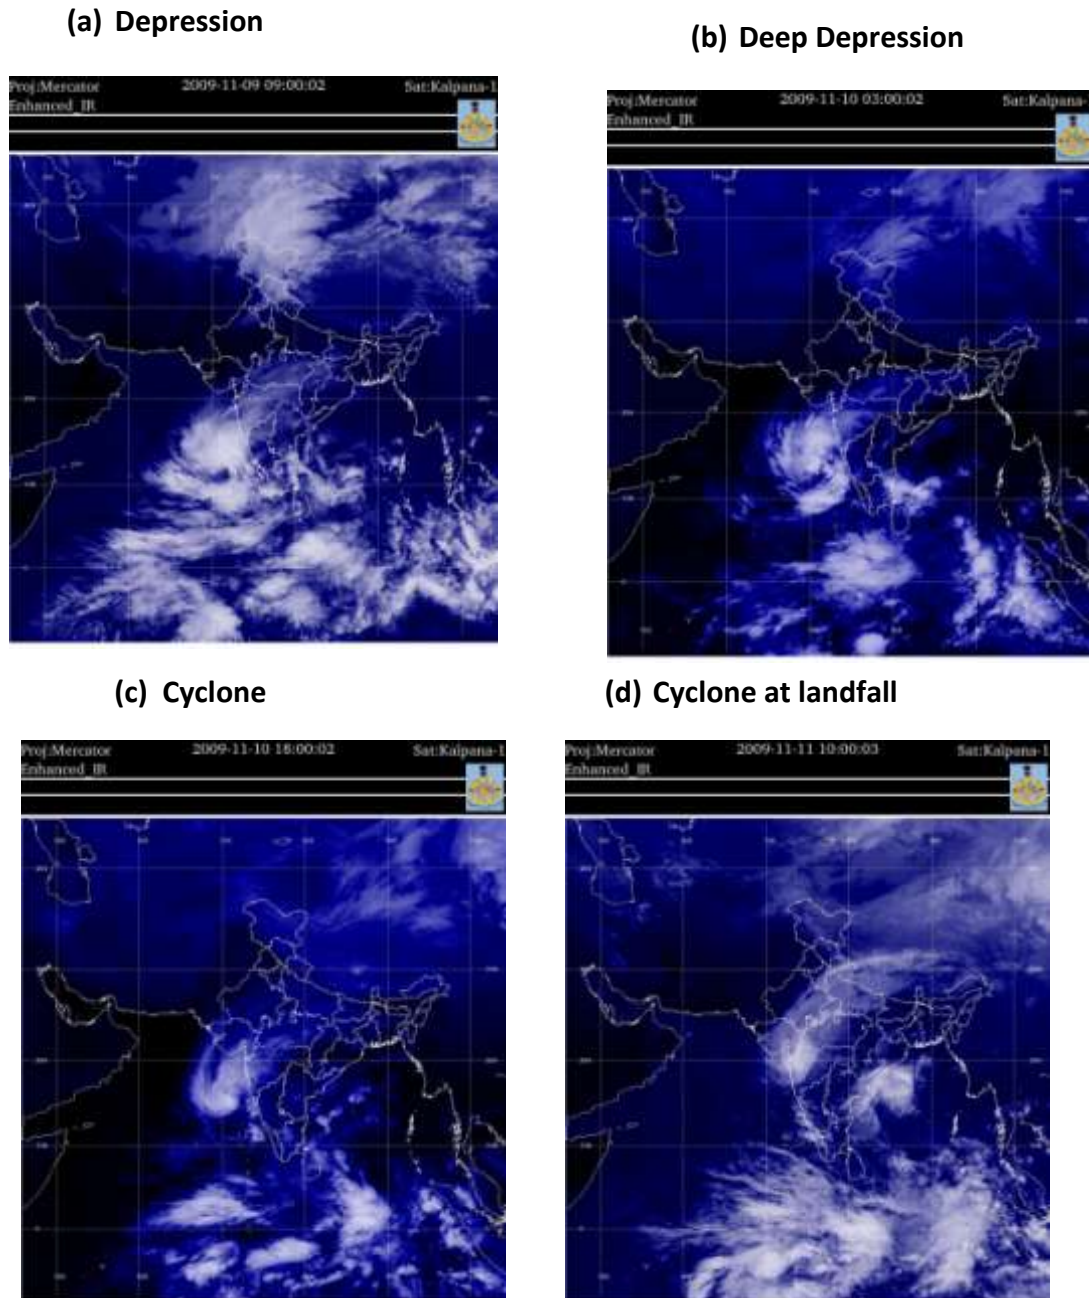 (a) Depression
(b) Deep Depression
Proj:Mercator 2009-11-09 09:00:02 Sat:Kalpana-1
Enhanced_IR
Proj:Mercator 2009-11-10 03:00:02 Sat:Kalpana-
Enhanced_IR
(c) Cyclone
(d) Cyclone at landfall
Proj:Mercator 2009-11-10 18:00:02 Sat:Kalpana-1
Enhanced_IR
Proj:Mercator 2009-11-11 10:00:03 Sat:Kalpana-1
Enhanced_IR